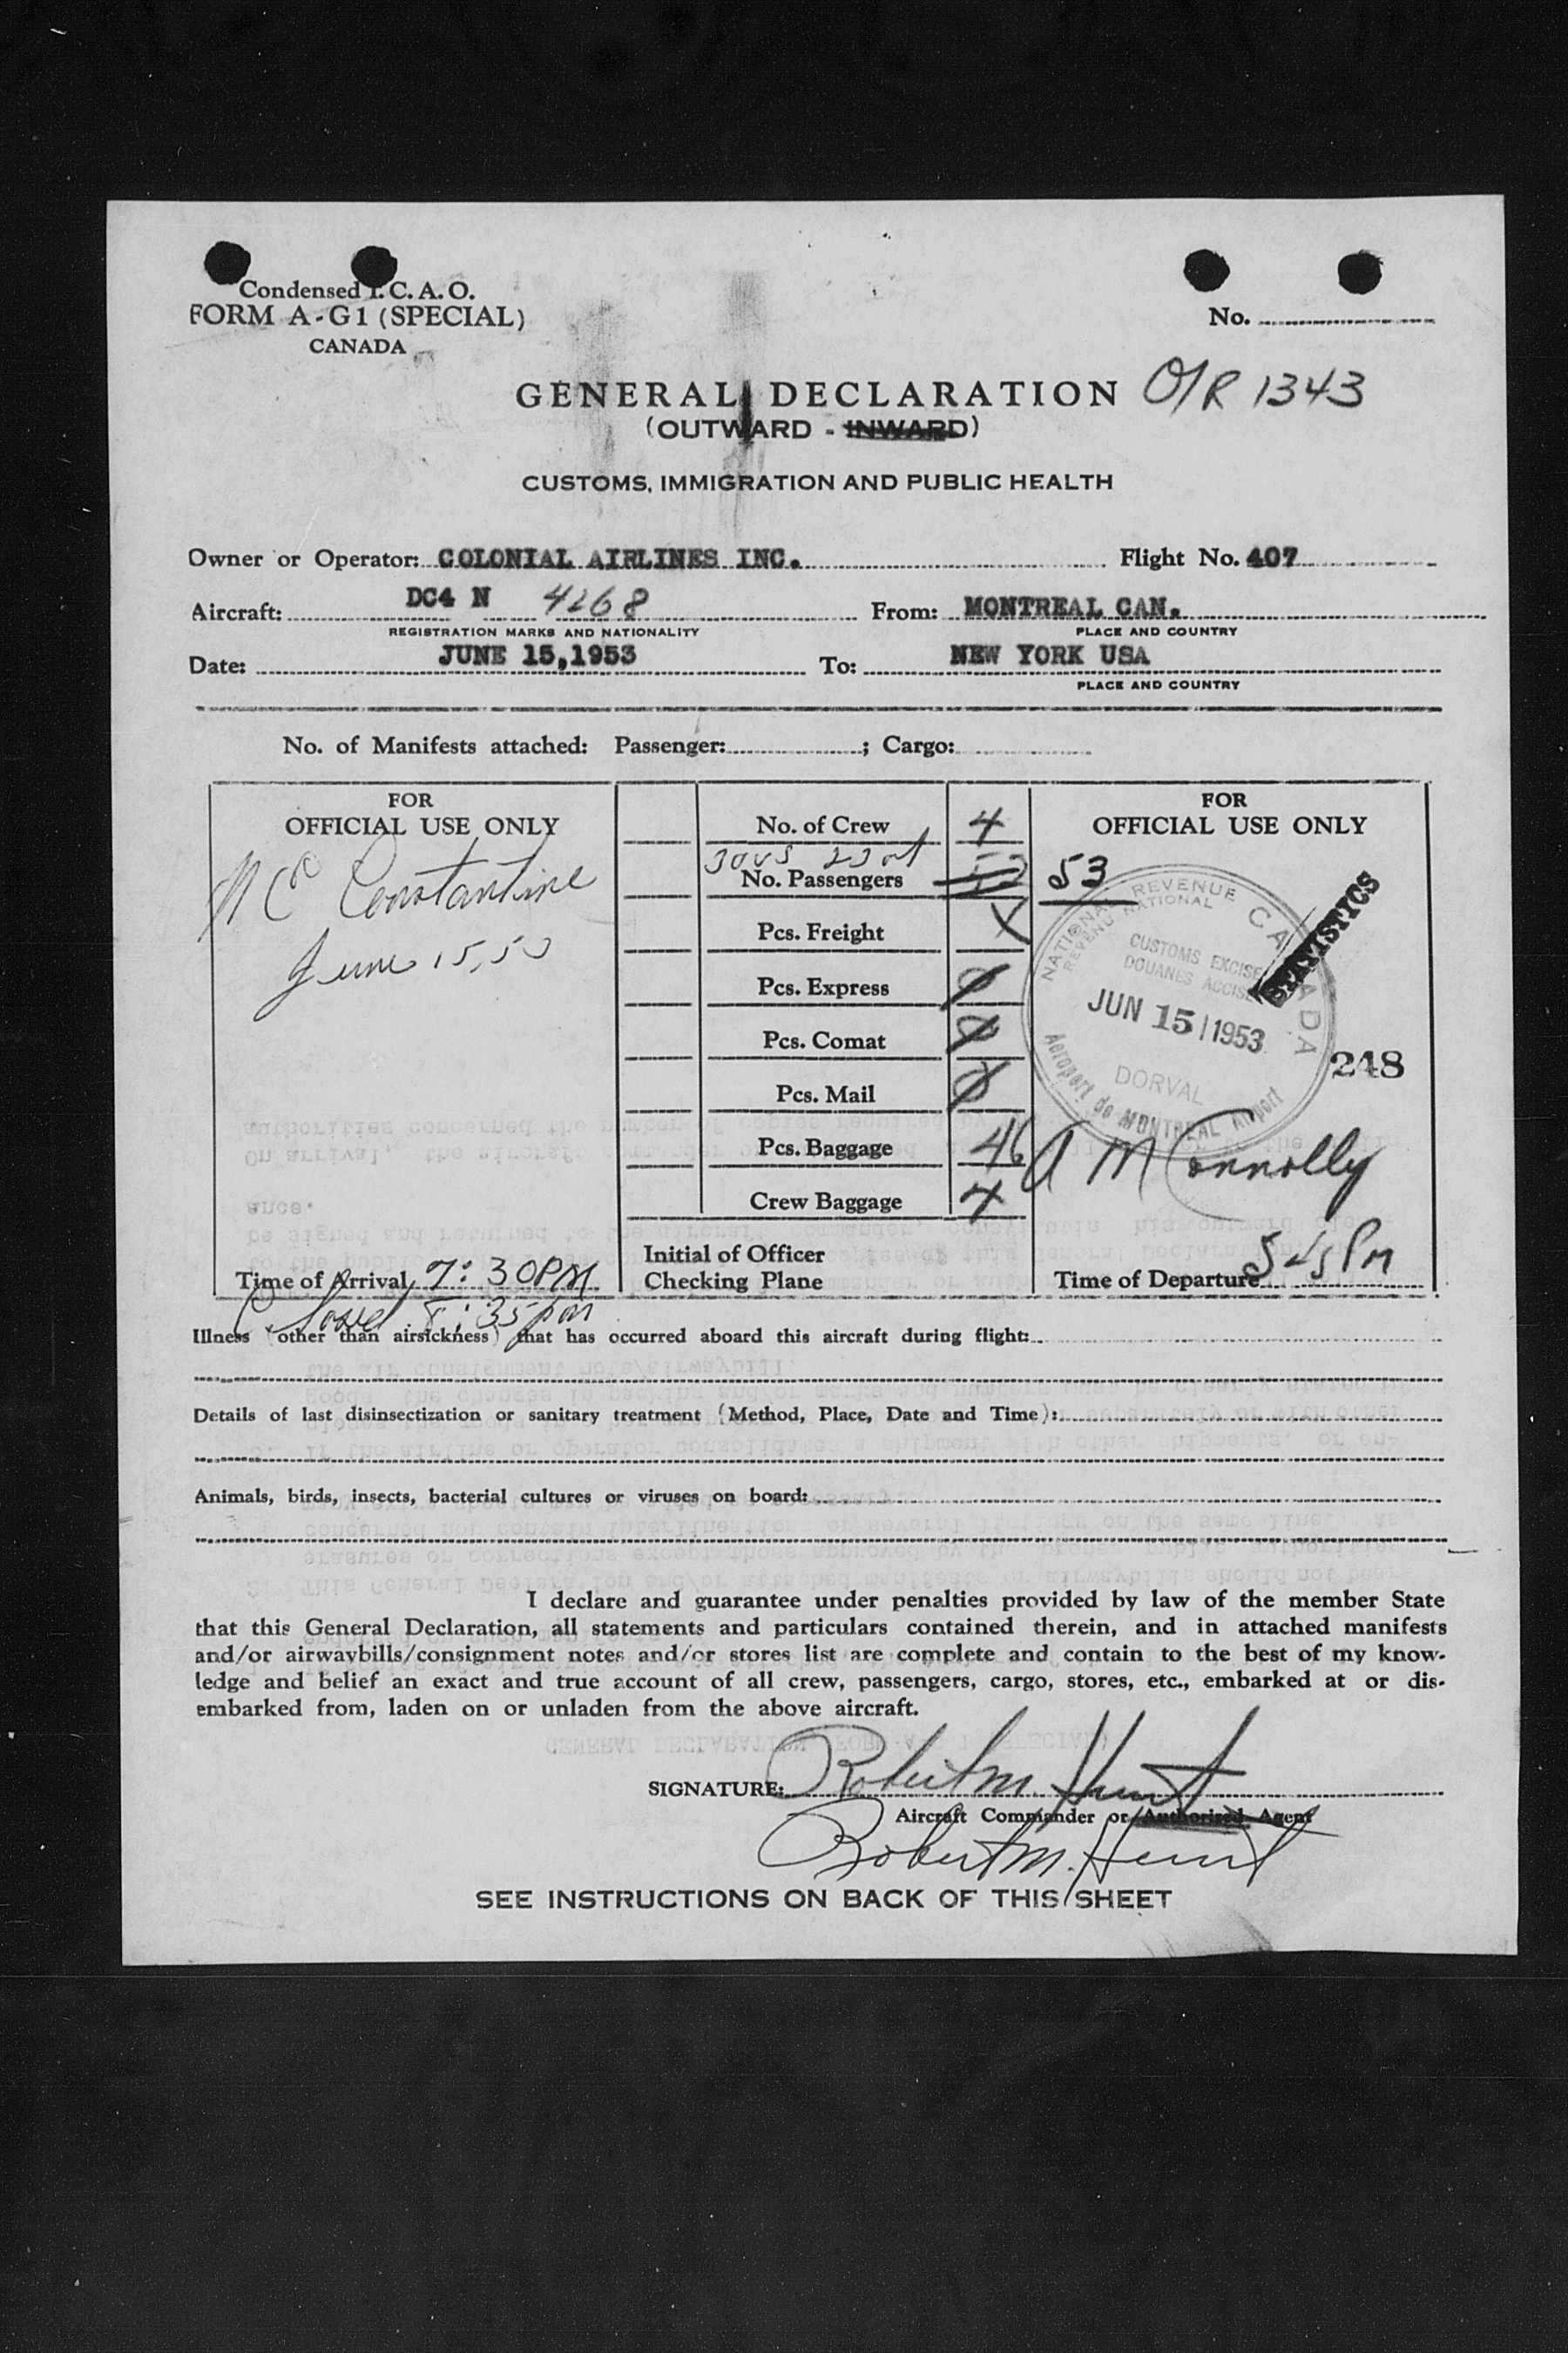 Condensed I. C. A. O.
FORM A-G1 (SPECIAL)
CANADA
No.
GENERAL DECLARATION O/R 1343
(OUTWARD - INWARD)
CUSTOMS, IMMIGRATION AND PUBLIC HEALTH
Owner or Operator: COLONIAL AIRLINES INC. Flight No. 407
Aircraft: DC4 N 4268 From: MONTREAL CAN.
REGISTRATION MARKS AND NATIONALITY PLACE AND COUNTRY
Date: JUNE 15,1953 To: NEW YORK USA
PLACE AND COUNTRY
No. of Manifests attached: Passenger: ; Cargo:
FOR
OFFICIAL USE ONLY
Constantine
June 15, 53
Time of Arrival 7:30PM
8:35 pm
No. of Crew 4
30 US 23
No. Passengers 53
Pcs. Freight
Pcs. Express
Pcs. Comat
Pcs. Mail
Pcs. Baggage 46
Crew Baggage 4
Initial of Officer
Checking Plane
FOR
OFFICIAL USE ONLY
NATIONAL REVENUE CANADA
REVENU NATIONAL
CUSTOMS EXCISE
DOUANES ACCISE
JUN 15 1953
DORVAL
Aéroport de MONTREAL Airport
STATISTICS
248
A M Connolly
Time of Departure 545 PM
Illness (other than airsickness) that has occurred aboard this aircraft during flight:
Details of last disinsectization or sanitary treatment (Method, Place, Date and Time):
Animals, birds, insects, bacterial cultures or viruses on board:
I declare and guarantee under penalties provided by law of the member State
that this General Declaration, all statements and particulars contained therein, and in attached manifests
and/or airwaybills/consignment notes and/or stores list are complete and contain to the best of my know-
ledge and belief an exact and true account of all crew, passengers, cargo, stores, etc., embarked at or dis-
embarked from, laden on or unladen from the above aircraft.
SIGNATURE: Robert M. Hunt
Aircraft Commander or Authorized Agent
Robert M. Hunt
SEE INSTRUCTIONS ON BACK OF THIS SHEET